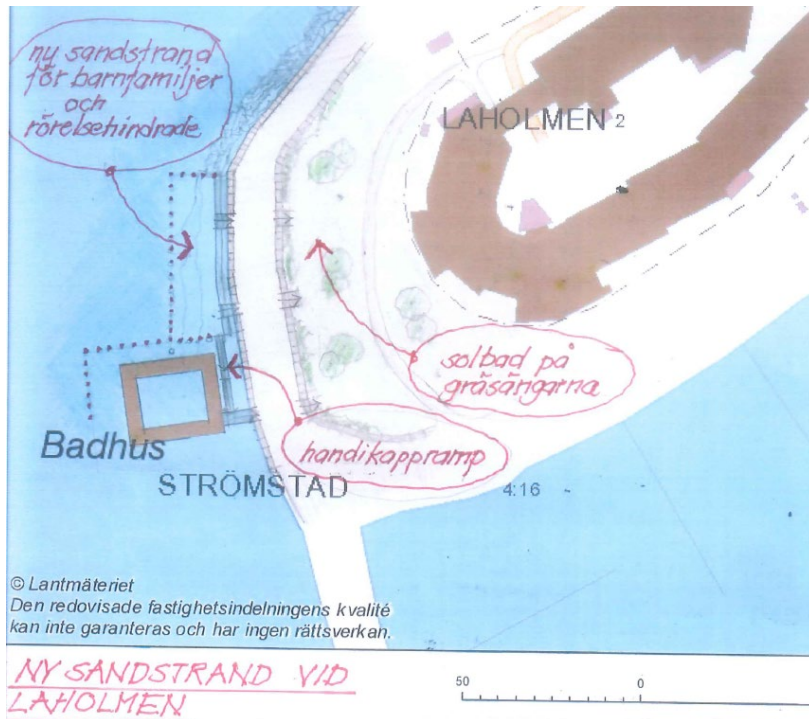 ny sandstrand
för barnfamiljer
och
rörelsehindrade
LAHOLMEN 2
solbad på
gräsängarna
handikappramp
Badhus
STRÖMSTAD
4:16
© Lantmäteriet
Den redovisade fastighetsindelningens kvalité
kan inte garanteras och har ingen rättsverkan.
NY SANDSTRAND VID
LAHOLMEN
50 0